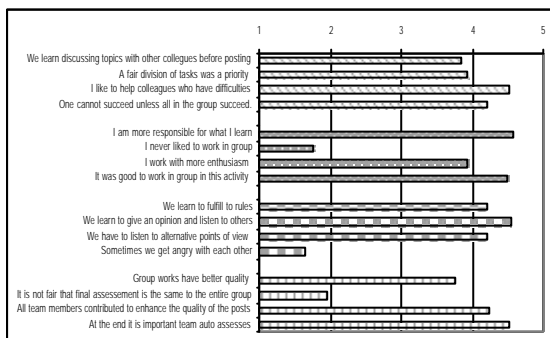 1 2 3 4 5
We learn discussing topics with other collegues before posting
A fair division of tasks was a priority
I like to help colleagues who have difficulties
One cannot succeed unless all in the group succeed.
I am more responsible for what I learn
I never liked to work in group
I work with more enthusiasm
It was good to work in group in this activity
We learn to fulfill to rules
We learn to give an opinion and listen to others
We have to listen to alternative points of view
Sometimes we get angry with each other
Group works have better quality
It is not fair that final assessement is the same to the entire group
All team members contributed to enhance the quality of the posts
At the end it is important team auto assesses